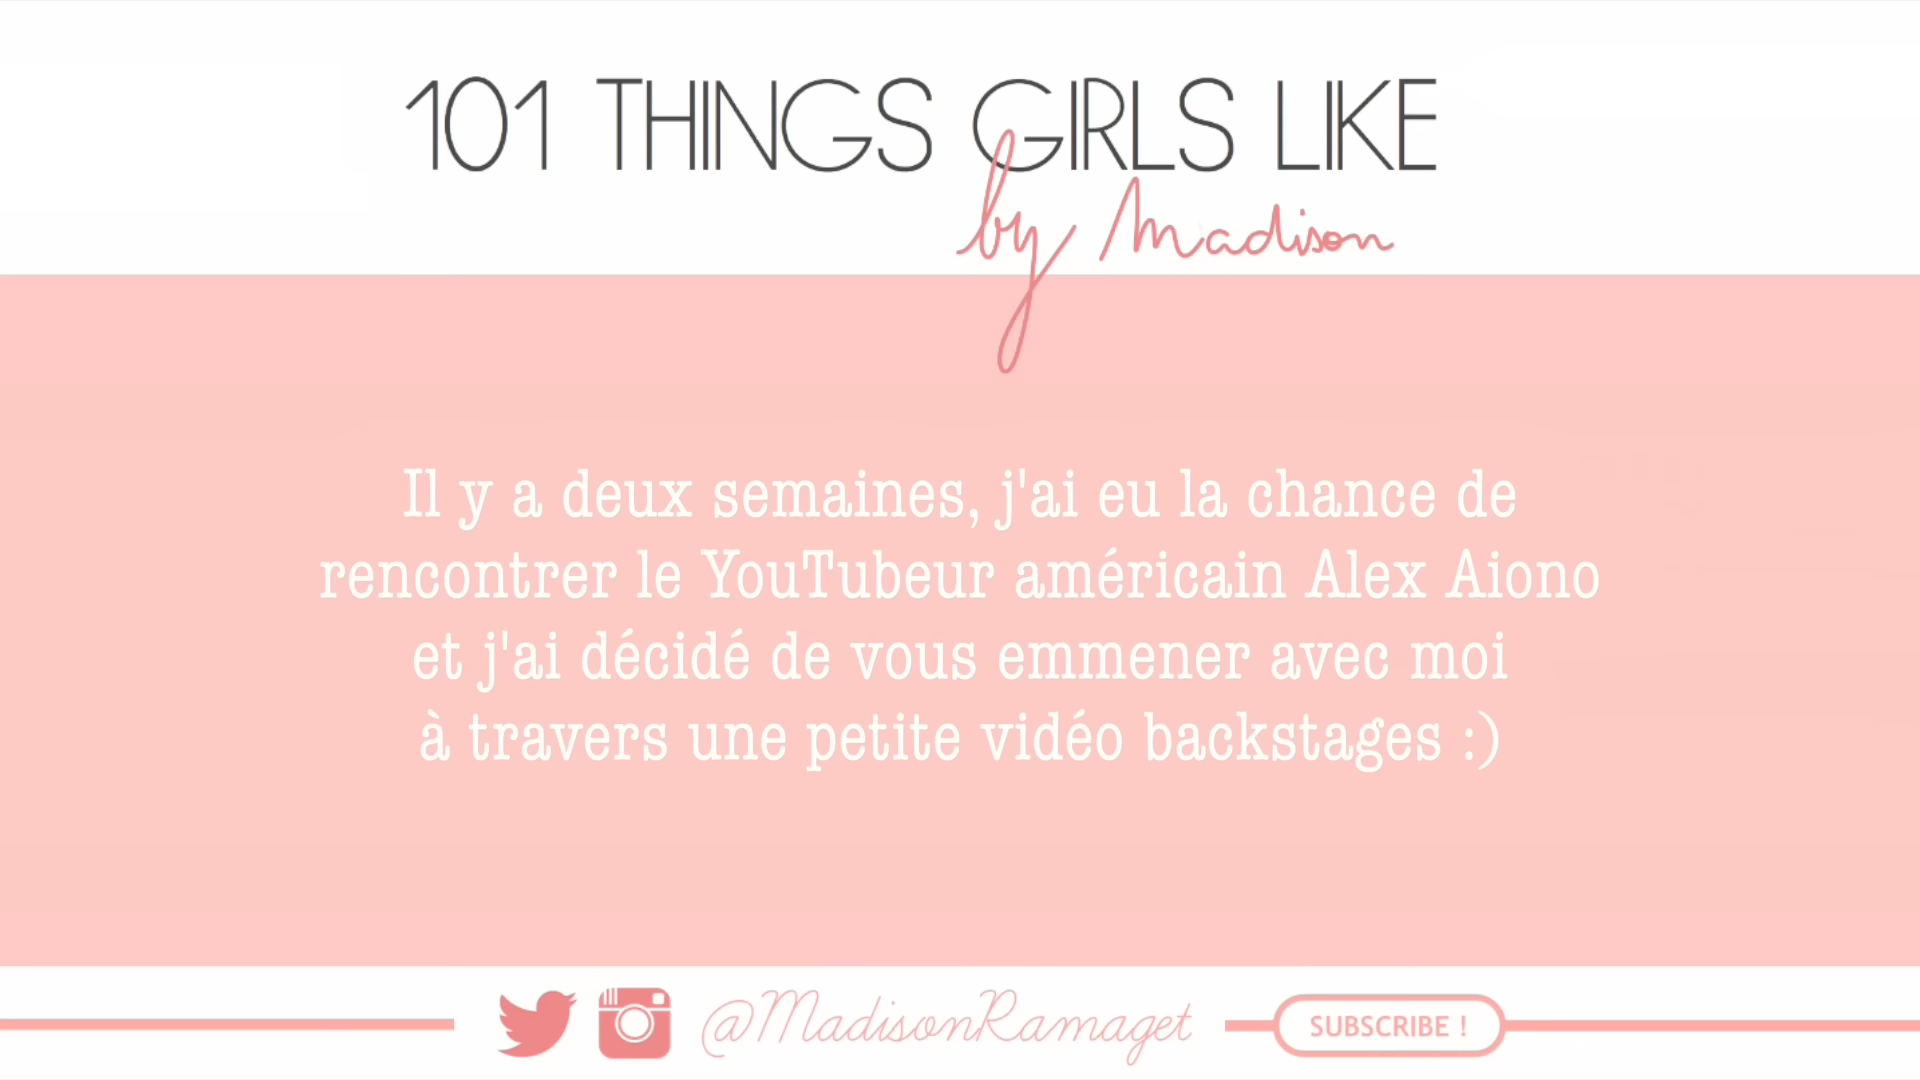 101 THINGS GIRLS LIKE
by Madison
Il y a deux semaines, j'ai eu la chance de
rencontrer le YouTubeur américain Alex Aiono
et j'ai décidé de vous emmener avec moi
à travers une petite vidéo backstages :)
@MadisonRamaget
SUBSCRIBE !